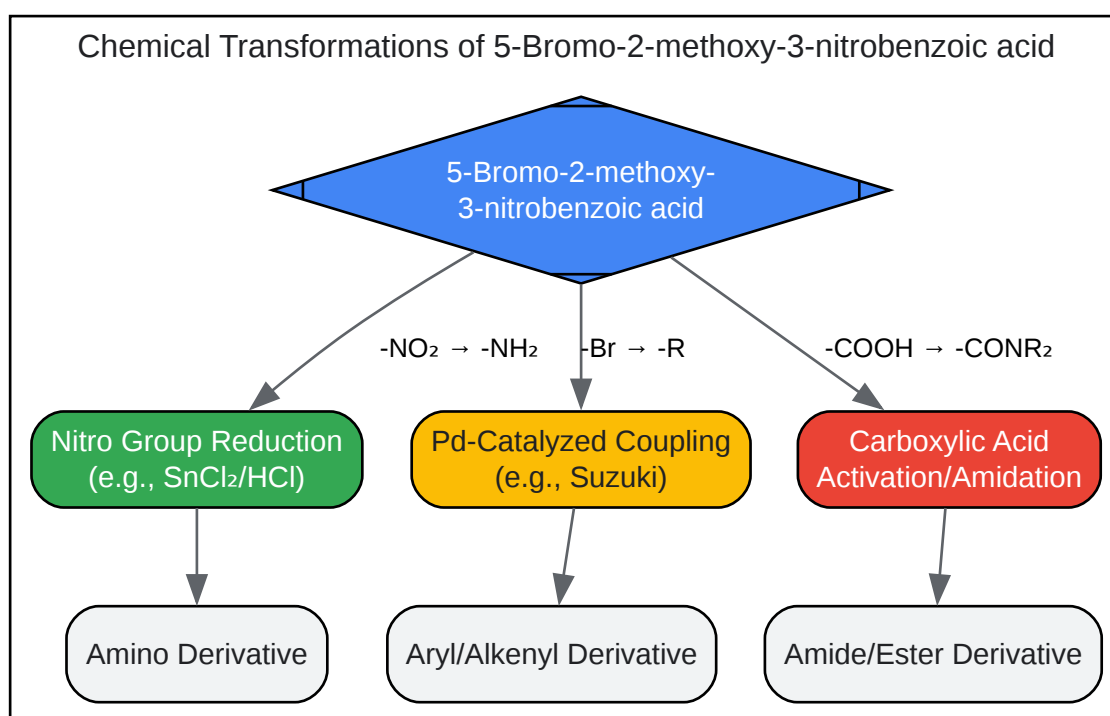 Chemical Transformations of 5-Bromo-2-methoxy-3-nitrobenzoic acid
5-Bromo-2-methoxy-
3-nitrobenzoic acid
-NO₂ → -NH₂
-Br → -R
-COOH → -CONR₂
Nitro Group Reduction
(e.g., SnCl₂/HCl)
Pd-Catalyzed Coupling
(e.g., Suzuki)
Carboxylic Acid
Activation/Amidation
Amino Derivative
Aryl/Alkenyl Derivative
Amide/Ester Derivative